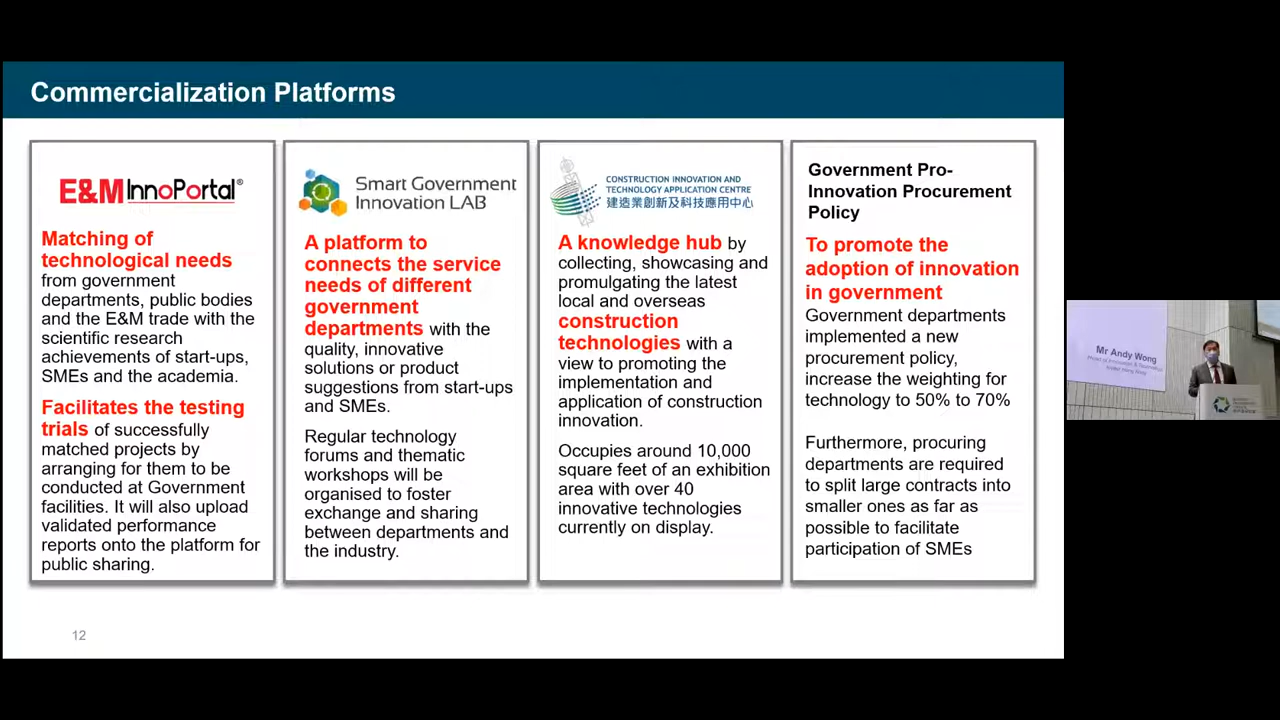 Commercialization Platforms
E&M InnoPortal®
Matching of
technological needs
from government
departments, public bodies
and the E&M trade with the
scientific research
achievements of start-ups,
SMEs and the academia.
Facilitates the testing
trials of successfully
matched projects by
arranging for them to be
conducted at Government
facilities. It will also upload
validated performance
reports onto the platform for
public sharing.
Smart Government
Innovation LAB
A platform to
connects the service
needs of different
government
departments with the
quality, innovative
solutions or product
suggestions from start-ups
and SMEs.
Regular technology
forums and thematic
workshops will be
organised to foster
exchange and sharing
between departments and
the industry.
CONSTRUCTION INNOVATION AND
TECHNOLOGY APPLICATION CENTRE
建造業創新及科技應用中心
A knowledge hub by
collecting, showcasing and
promulgating the latest
local and overseas
construction
technologies with a
view to promoting the
implementation and
application of construction
innovation.
Occupies around 10,000
square feet of an exhibition
area with over 40
innovative technologies
currently on display.
Government Pro-
Innovation Procurement
Policy
To promote the
adoption of innovation
in government
Government departments
implemented a new
procurement policy,
increase the weighting for
technology to 50% to 70%
Furthermore, procuring
departments are required
to split large contracts into
smaller ones as far as
possible to facilitate
participation of SMEs
12
Mr Andy Wong